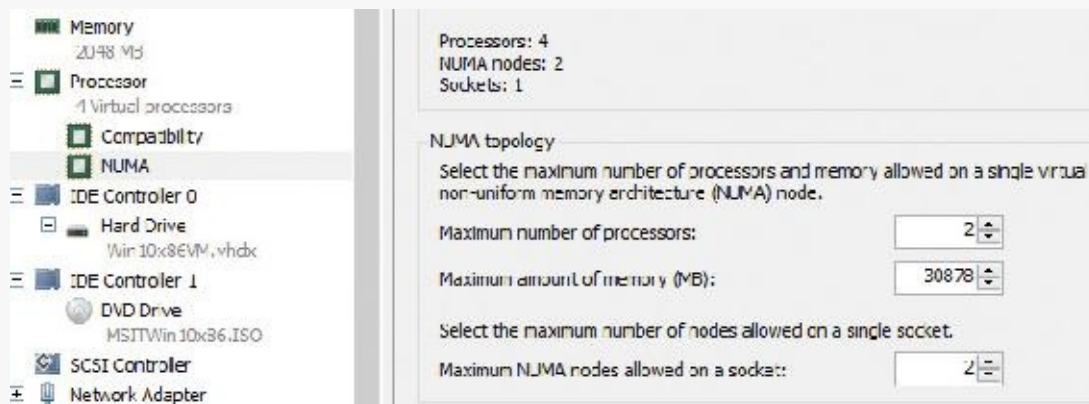 Memory
2048 MB
Processor
4 Virtual processors
Compatibility
NUMA
IDE Controller 0
Hard Drive
Win10x86VM.vhdx
IDE Controller 1
DVD Drive
MSITWin10x86.ISO
SCSI Controller
Network Adapter
Processors: 4
NUMA nodes: 2
Sockets: 1
NUMA topology
Select the maximum number of processors and memory allowed on a single virtual
non-uniform memory architecture (NUMA) node.
Maximum number of processors: 2
Maximum amount of memory (MB): 30878
Select the maximum number of nodes allowed on a single socket.
Maximum NUMA nodes allowed on a socket: 2